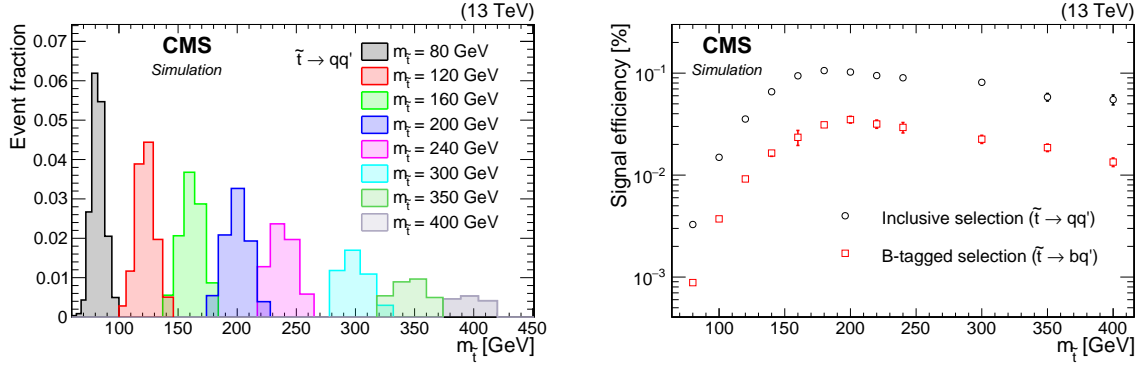 (13 TeV)
CMS
Simulation
t̃ → qq'
m_t̃ = 80 GeV
m_t̃ = 120 GeV
m_t̃ = 160 GeV
m_t̃ = 200 GeV
m_t̃ = 240 GeV
m_t̃ = 300 GeV
m_t̃ = 350 GeV
m_t̃ = 400 GeV
Event fraction
0.07
0.06
0.05
0.04
0.03
0.02
0.01
0
100 150 200 250 300 350 400 450
m_t̃ [GeV]
(13 TeV)
CMS
Simulation
Signal efficiency [%]
10⁻¹
10⁻²
10⁻³
Inclusive selection (t̃ → qq')
B-tagged selection (t̃ → bq')
100 150 200 250 300 350 400
m_t̃ [GeV]